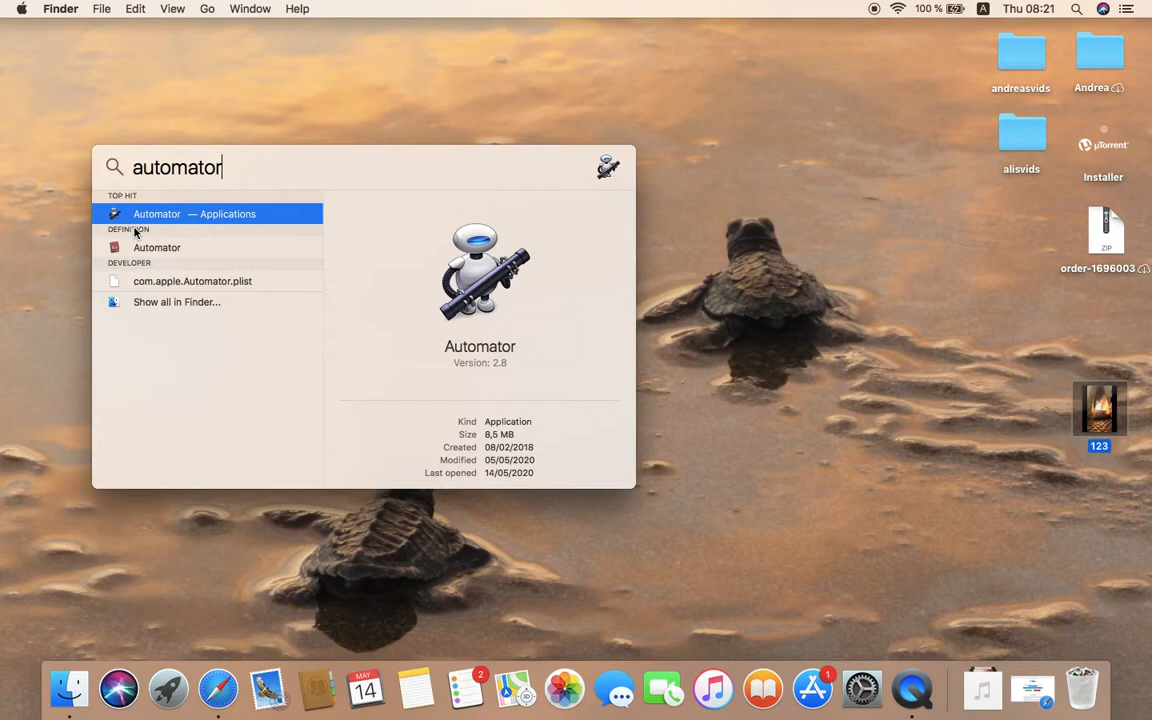 Finder File Edit View Go Window Help 100 % A Thu 08:21
andreasvids Andrea
alisvids µTorrent
Installer
ZIP
order-1696003
123
automator
TOP HIT
Automator — Applications
DEFINITION
Automator
DEVELOPER
com.apple.Automator.plist
Show all in Finder...
Automator
Version: 2.8
Kind Application
Size 8,5 MB
Created 08/02/2018
Modified 05/05/2020
Last opened 14/05/2020
MAY
14
2
1